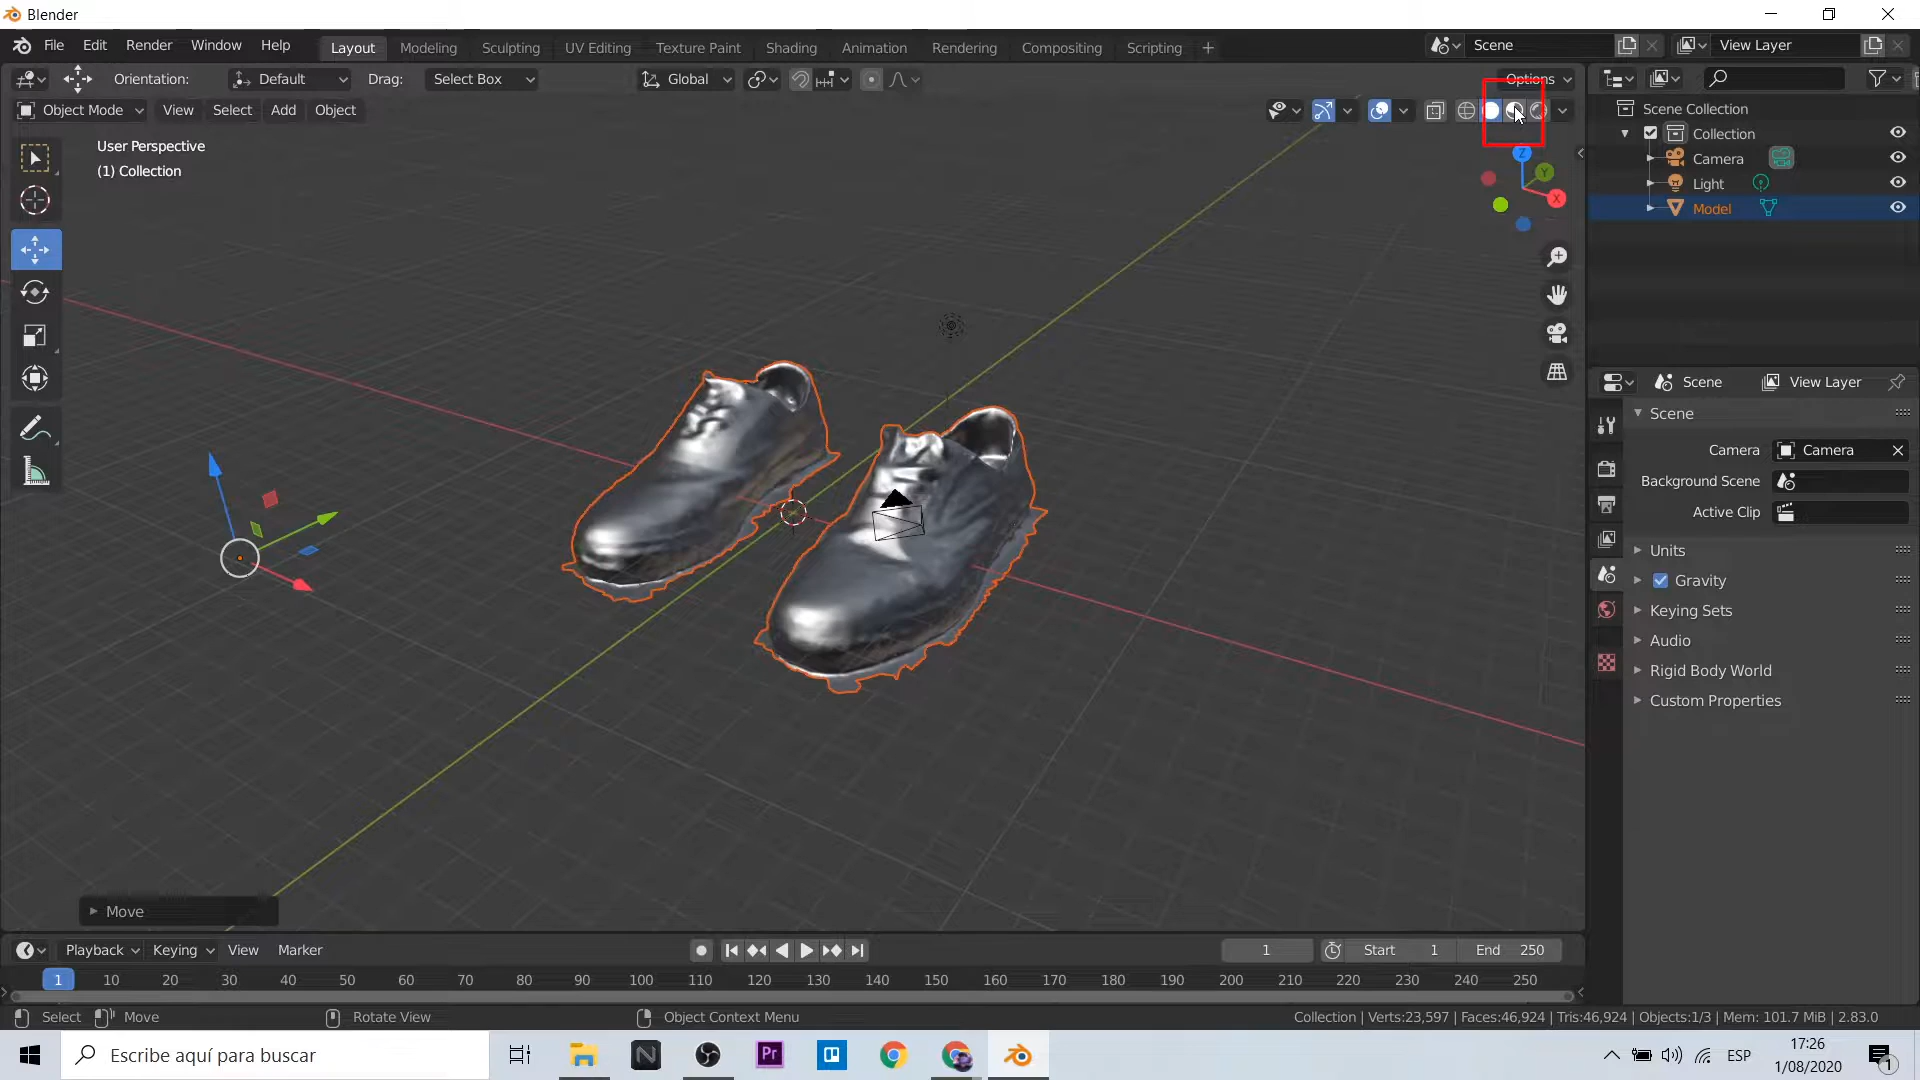 Blender
File Edit Render Window Help Layout Modeling Sculpting UV Editing Texture Paint Shading Animation Rendering Compositing Scripting + Scene View Layer
Orientation: Default Drag: Select Box Global Options
Object Mode View Select Add Object
User Perspective
(1) Collection
Z
Y
X
Scene Collection
Collection
Camera
Light
Model
Scene View Layer
Scene
Camera Camera
Background Scene
Active Clip
Units
Gravity
Keying Sets
Audio
Rigid Body World
Custom Properties
Move
Playback Keying View Marker 1 Start 1 End 250
1 10 20 30 40 50 60 70 80 90 100 110 120 130 140 150 160 170 180 190 200 210 220 230 240 250
Select Move Rotate View Object Context Menu Collection | Verts:23,597 | Faces:46,924 | Tris:46,924 | Objects:1/3 | Mem: 101.7 MiB | 2.83.0
Escribe aquí para buscar
N
Pr
ESP
17:26
1/08/2020
1